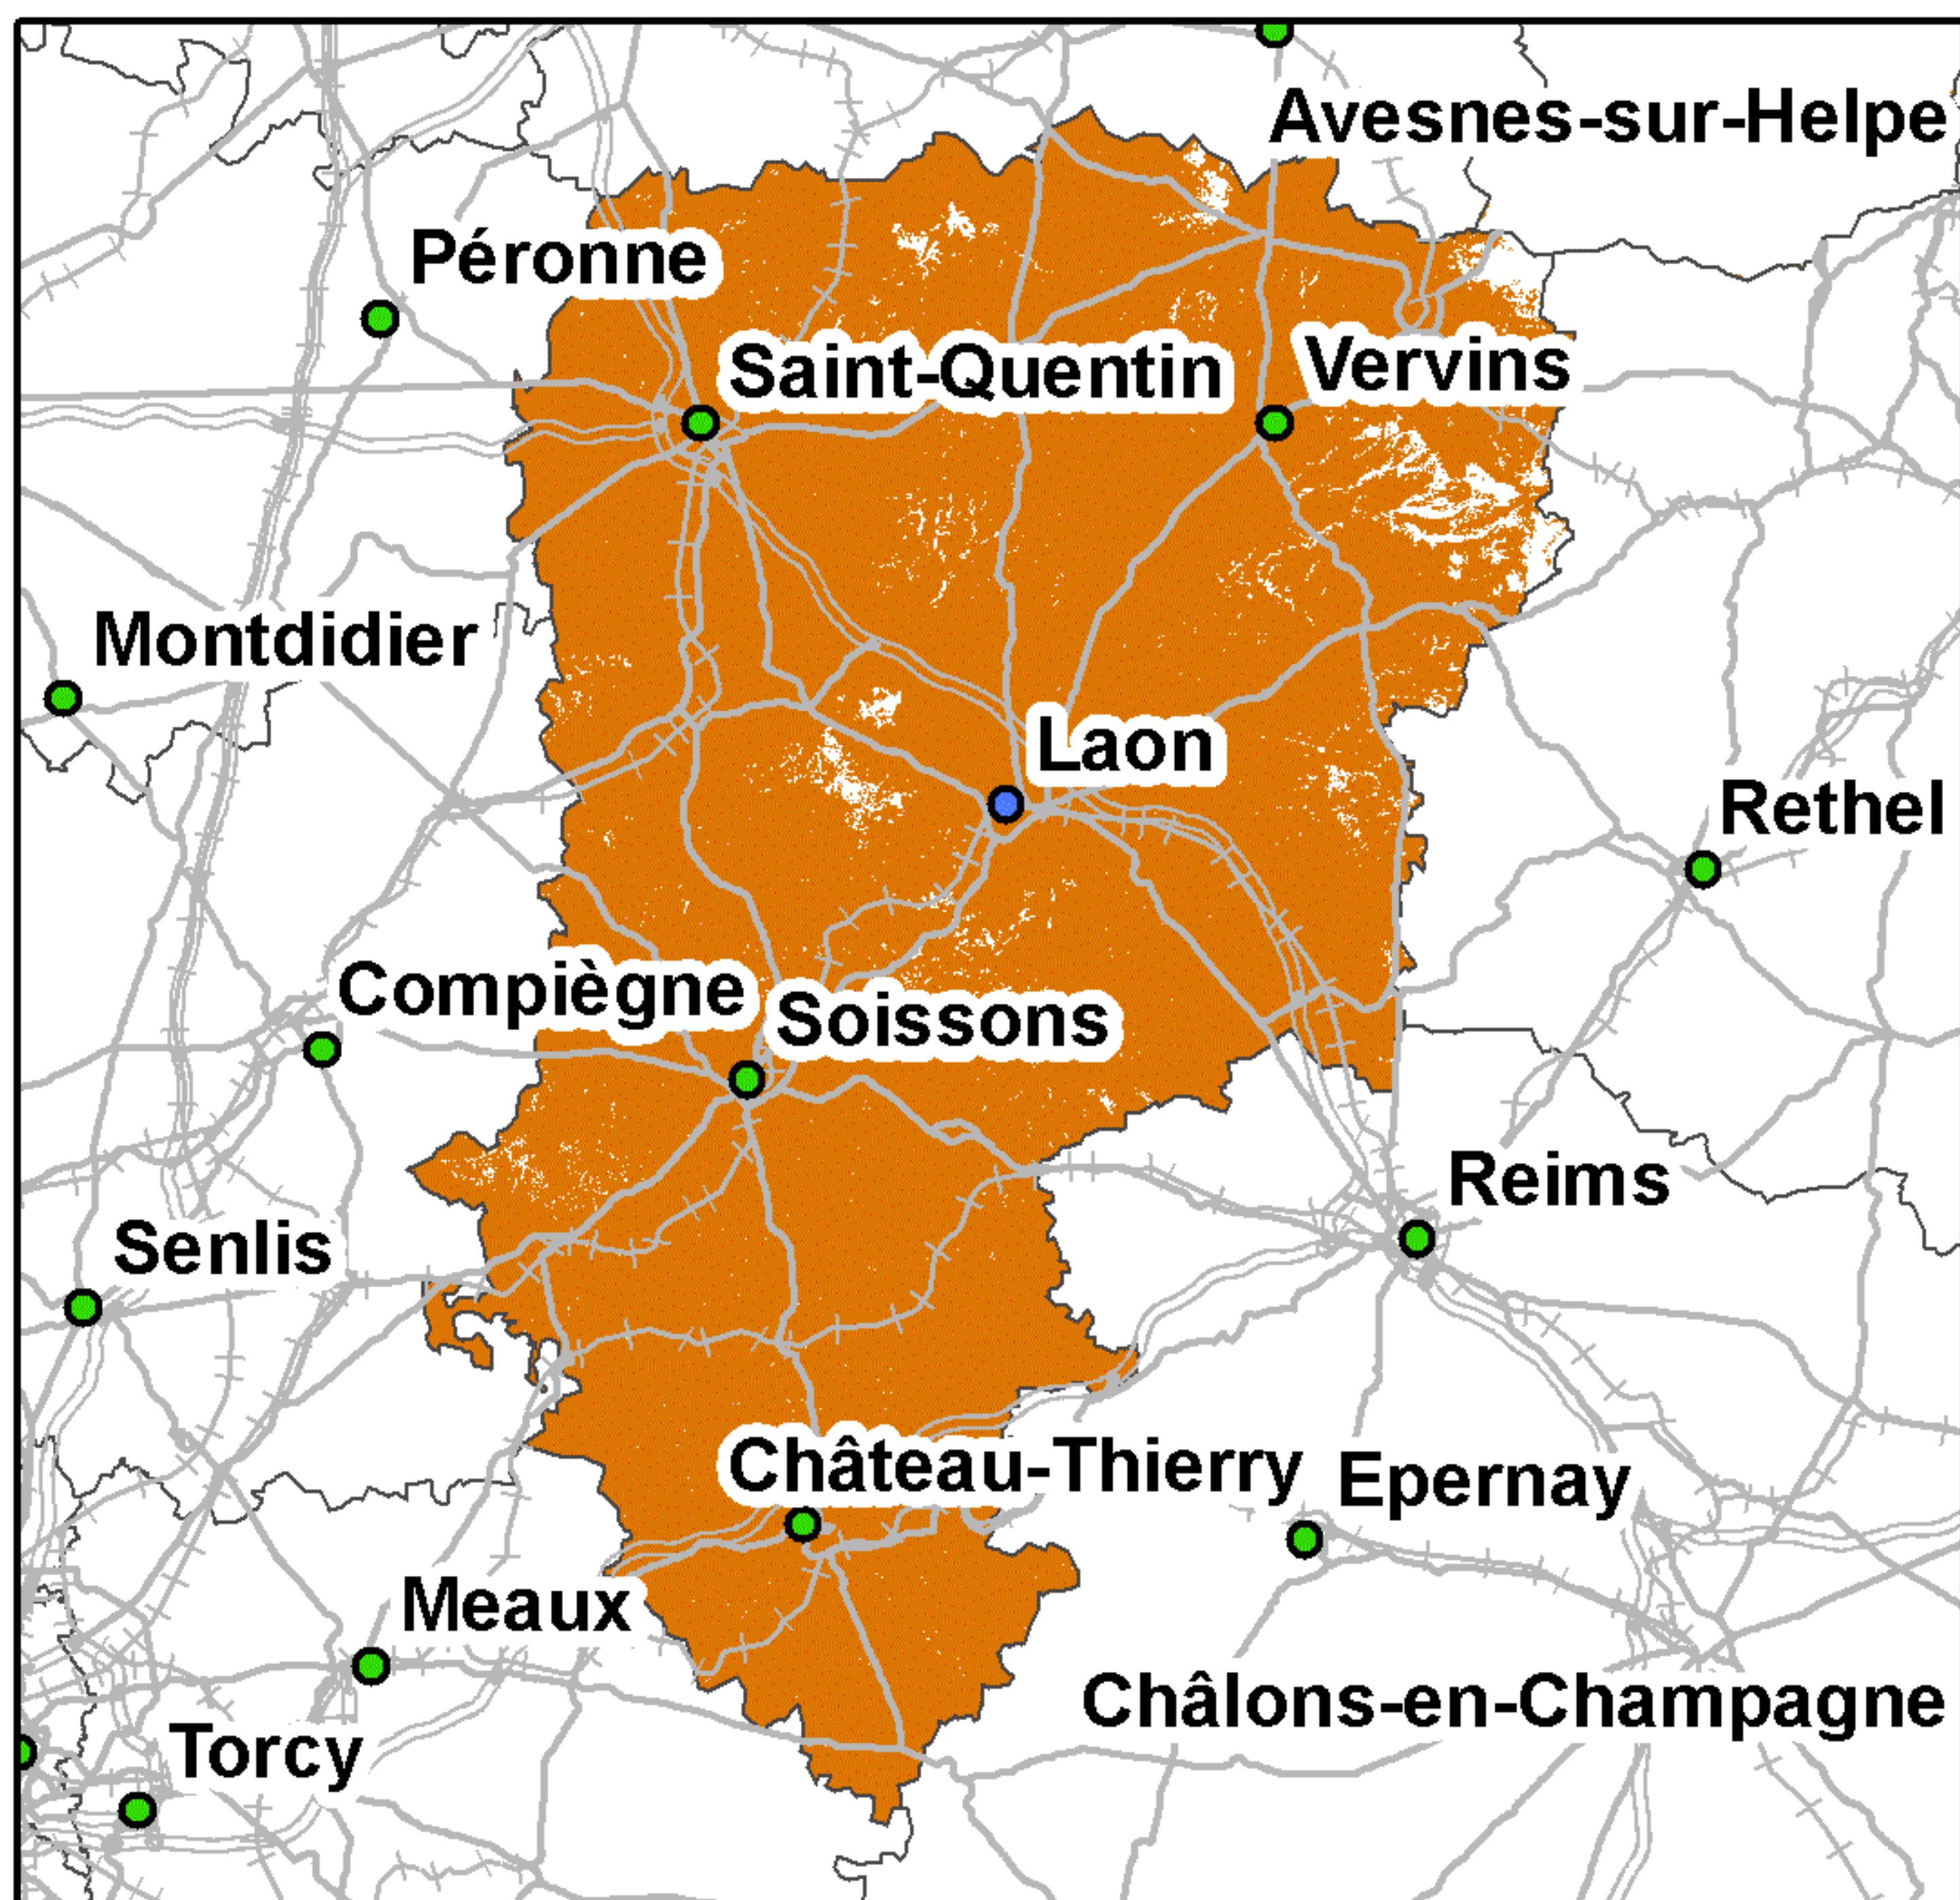 Avesnes-sur-Helpe
Péronne
Saint-Quentin
Vervins
Montdidier
Laon
Rethel
Compiègne
Soissons
Reims
Senlis
Château-Thierry
Epernay
Meaux
Châlons-en-Champagne
Torcy